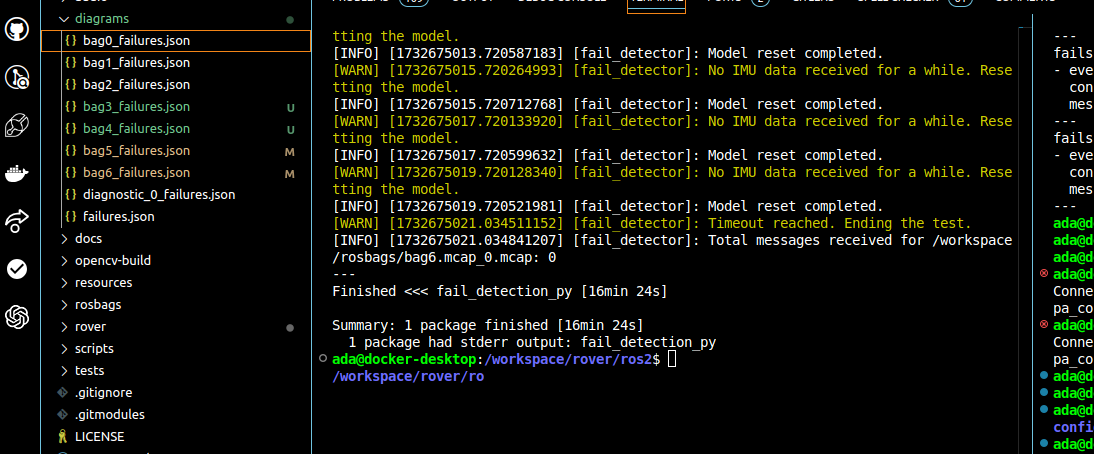 diagrams
bag0_failures.json
bag1_failures.json
bag2_failures.json
bag3_failures.json U
bag4_failures.json U
bag5_failures.json M
bag6_failures.json M
diagnostic_0_failures.json
failures.json
docs
opencv-build
resources
rosbags
rover
scripts
tests
.gitignore
.gitmodules
LICENSE
tting the model.
[INFO] [1732675013.720587183] [fail_detector]: Model reset completed.
[WARN] [1732675015.720264993] [fail_detector]: No IMU data received for a while. Rese
tting the model.
[INFO] [1732675015.720712768] [fail_detector]: Model reset completed.
[WARN] [1732675017.720133920] [fail_detector]: No IMU data received for a while. Rese
tting the model.
[INFO] [1732675017.720599632] [fail_detector]: Model reset completed.
[WARN] [1732675019.720128340] [fail_detector]: No IMU data received for a while. Rese
tting the model.
[INFO] [1732675019.720521981] [fail_detector]: Model reset completed.
[WARN] [1732675021.034511152] [fail_detector]: Timeout reached. Ending the test.
[INFO] [1732675021.034841207] [fail_detector]: Total messages received for /workspace
/rosbags/bag6.mcap_0.mcap: 0
---
Finished <<< fail_detection_py [16min 24s]
Summary: 1 package finished [16min 24s]
1 package had stderr output: fail_detection_py
ada@docker-desktop:/workspace/rover/ros2$
/workspace/rover/ro
---
fails
- eve
con
mes
---
fails
- eve
con
mes
---
ada@d
ada@d
ada@d
ada@d
Conne
pa_co
ada@d
Conne
pa_co
ada@d
ada@d
ada@d
confi
ada@d